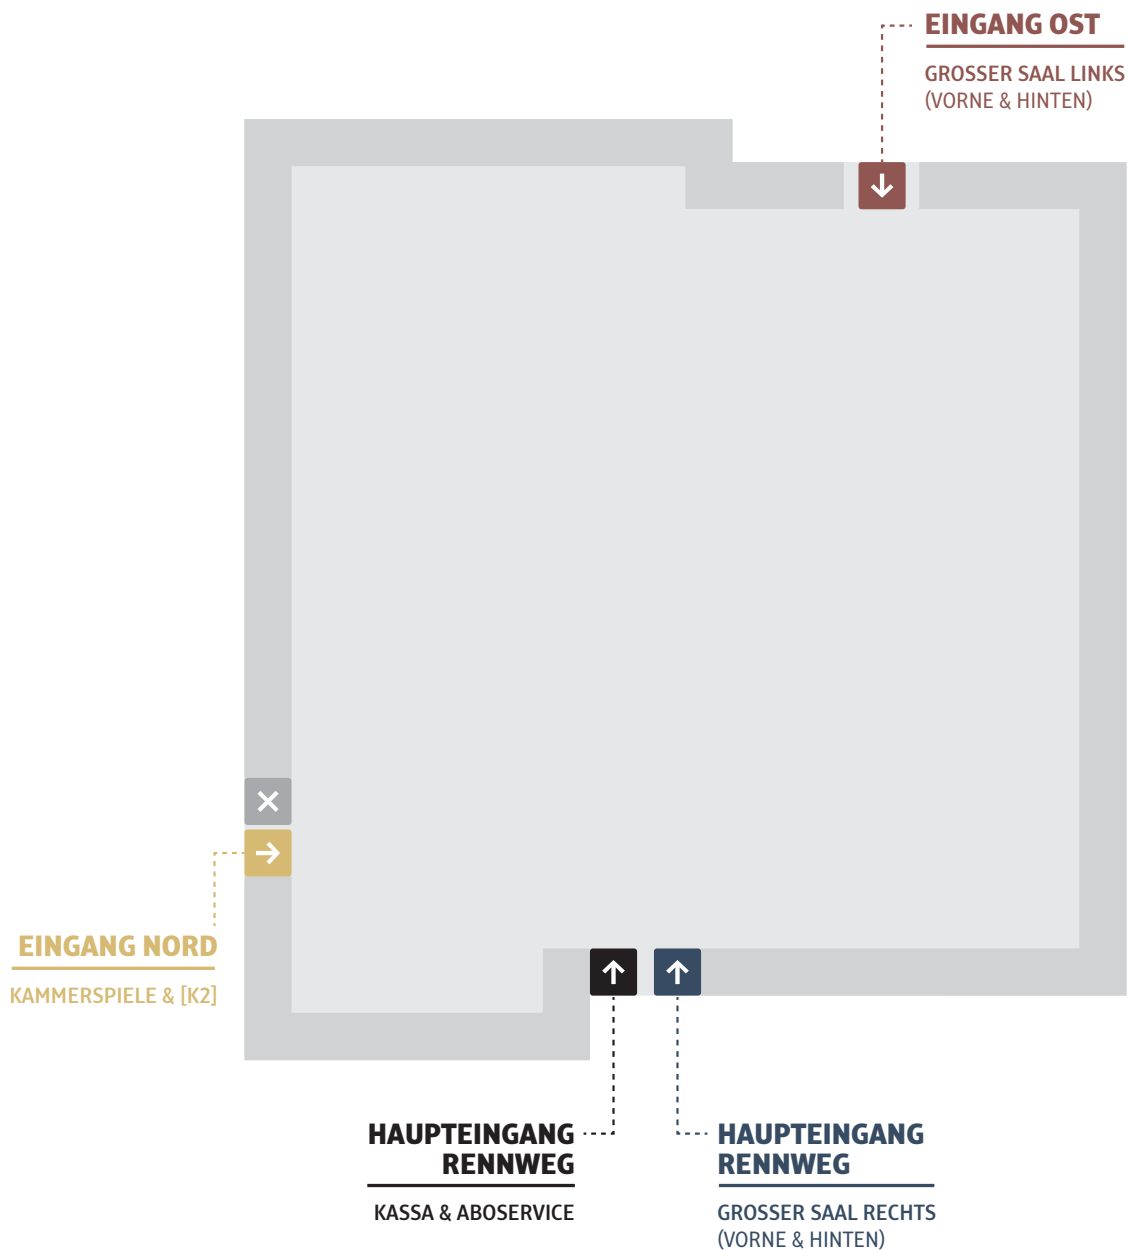 EINGANG OST
GROSSER SAAL LINKS
(VORNE & HINTEN)
EINGANG NORD
KAMMERSPIELE & [K2]
HAUPTEINGANG
RENNWEG
KASSA & ABOSERVICE
HAUPTEINGANG
RENNWEG
GROSSER SAAL RECHTS
(VORNE & HINTEN)